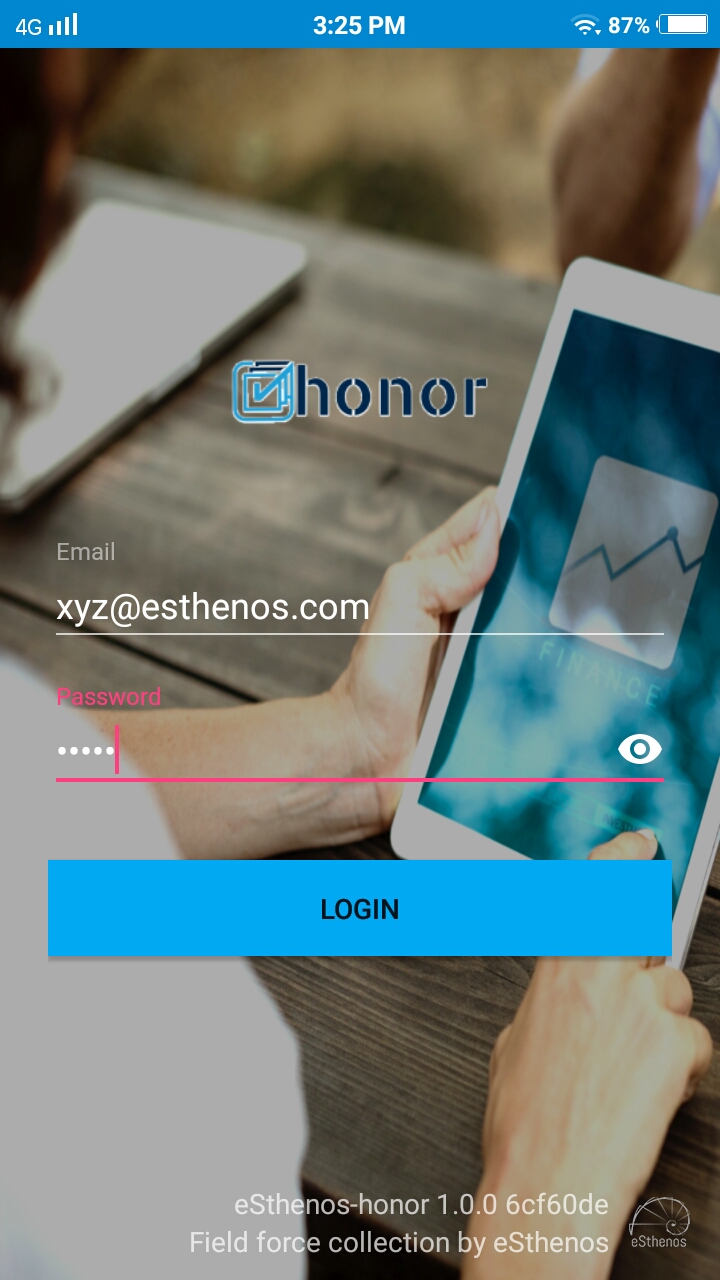 4G 3:25 PM 87%
honor
FINANCE
Email
xyz@esthenos.com
Password
•••••
LOGIN
eSthenos-honor 1.0.0 6cf60de
Field force collection by eSthenos
eSthenos